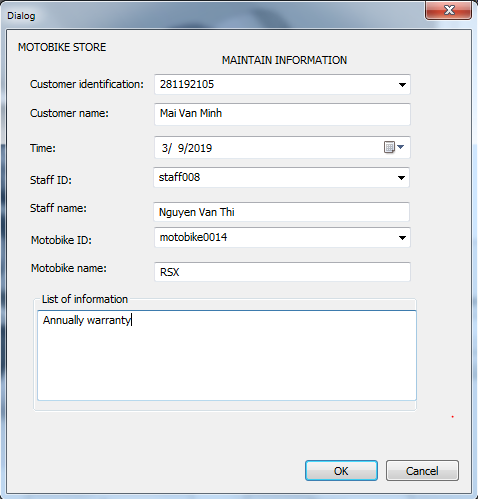 Dialog
MOTOBIKE STORE
MAINTAIN INFORMATION
Customer identification: 281192105
Customer name: Mai Van Minh
Time: 3/ 9/2019
Staff ID: staff008
Staff name: Nguyen Van Thi
Motobike ID: motobike0014
Motobike name: RSX
List of information
Annually warranty
OK Cancel